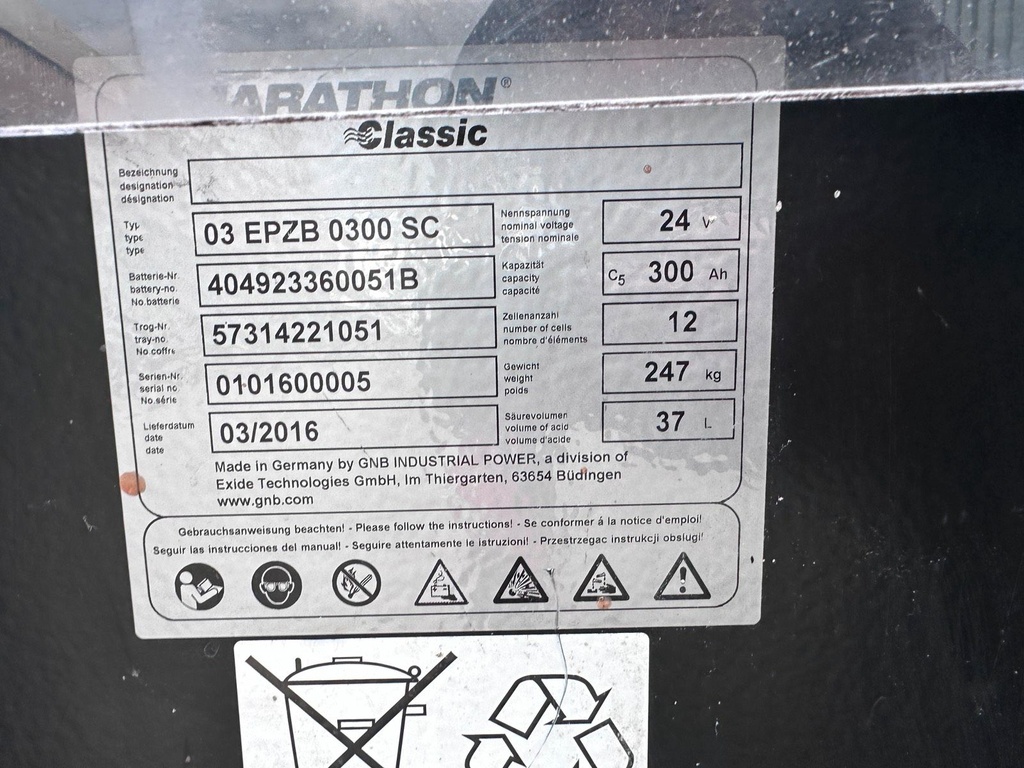 MARATHON®
Classic
Bezeichnung
designation
désignation
Typ
type
type
03 EPZB 0300 SC
Nennspannung
nominal voltage
tension nominale
24 V
Batterie-Nr.
battery-no.
No.batterie
404923360051B
Kapazität
capacity
capacité
C5 300 Ah
Trog-Nr.
tray-no.
No.coffre
57314221051
Zellenanzahl
number of cells
nombre d'éléments
12
Serien-Nr.
serial no.
No.série
0101600005
Gewicht
weight
poids
247 kg
Lieferdatum
date
date
03/2016
Säurevolumen
volume of acid
volume d'acide
37 L
Made in Germany by GNB INDUSTRIAL POWER, a division of
Exide Technologies GmbH, Im Thiergarten, 63654 Büdingen
www.gnb.com
Gebrauchsanweisung beachten! - Please follow the instructions! - Se conformer á la notice d'emploi!
Seguir las instrucciones del manual! - Seguire attentamente le istruzioni! - Przestrzegac instrukcji obslugi!